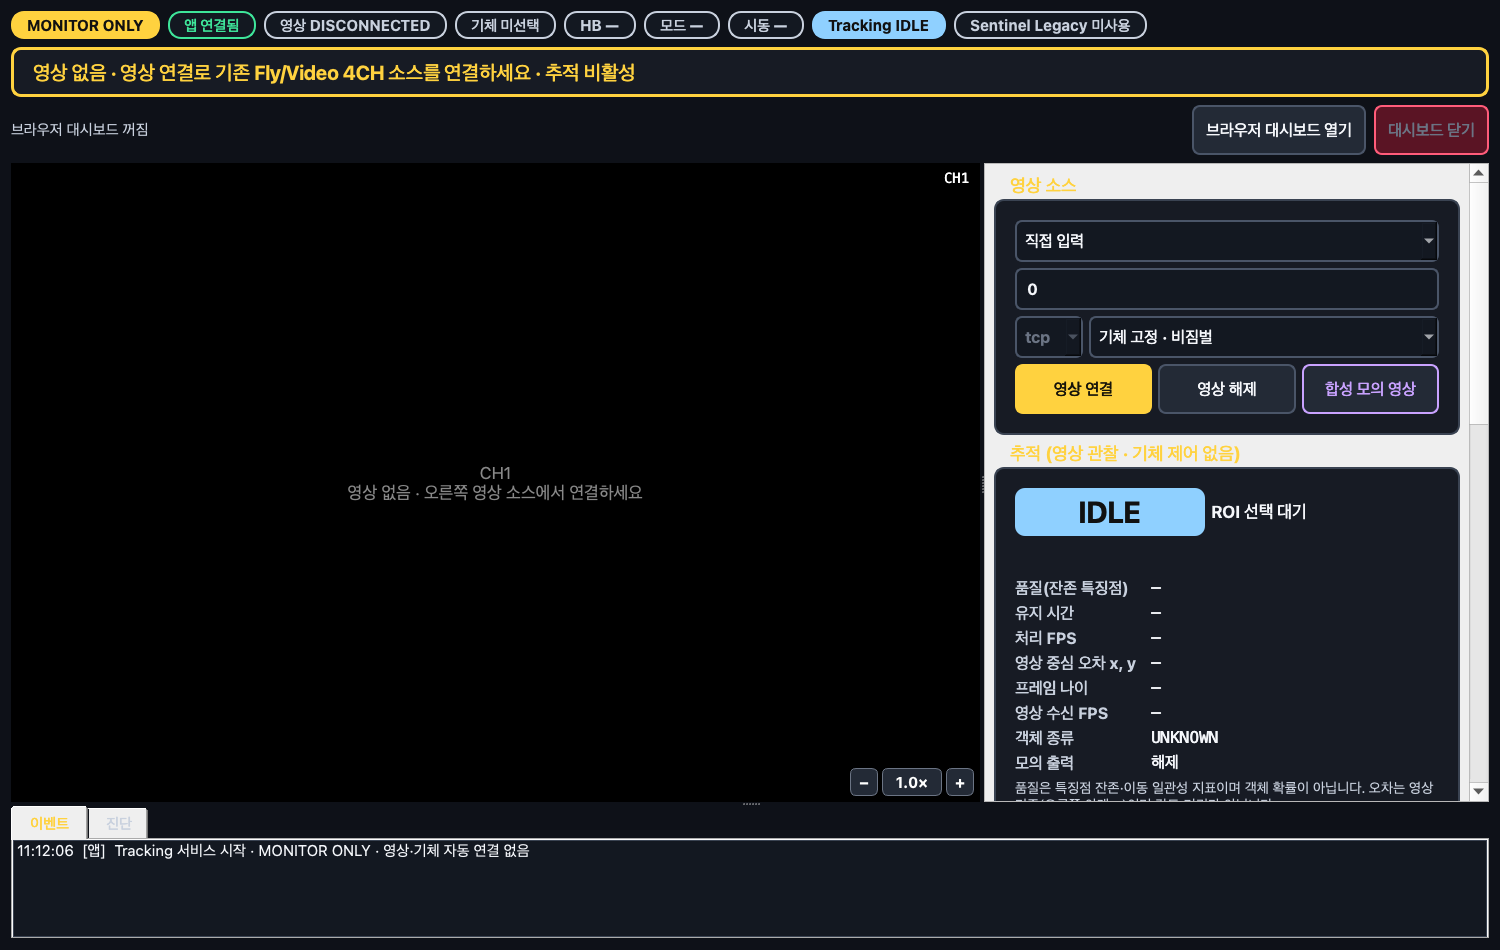 MONITOR ONLY 앱 연결됨 영상 DISCONNECTED 기체 미선택 HB — 모드 — 시동 — Tracking IDLE Sentinel Legacy 미사용
영상 없음 · 영상 연결로 기존 Fly/Video 4CH 소스를 연결하세요 · 추적 비활성
브라우저 대시보드 꺼짐 브라우저 대시보드 열기 대시보드 닫기
CH1
CH1
영상 없음 · 오른쪽 영상 소스에서 연결하세요
− 1.0× +
영상 소스
직접 입력
0
tcp 기체 고정 · 비짐벌
영상 연결 영상 해제 합성 모의 영상
추적 (영상 관찰 · 기체 제어 없음)
IDLE ROI 선택 대기
품질(잔존 특징점) —
유지 시간 —
처리 FPS —
영상 중심 오차 x, y —
프레임 나이 —
영상 수신 FPS —
객체 종류 UNKNOWN
모의 출력 해제
품질은 특징점 잔존·이동 일관성 지표이며 객체 확률이 아닙니다. 오차는 영상
이벤트 진단
11:12:06 [앱] Tracking 서비스 시작 · MONITOR ONLY · 영상·기체 자동 연결 없음